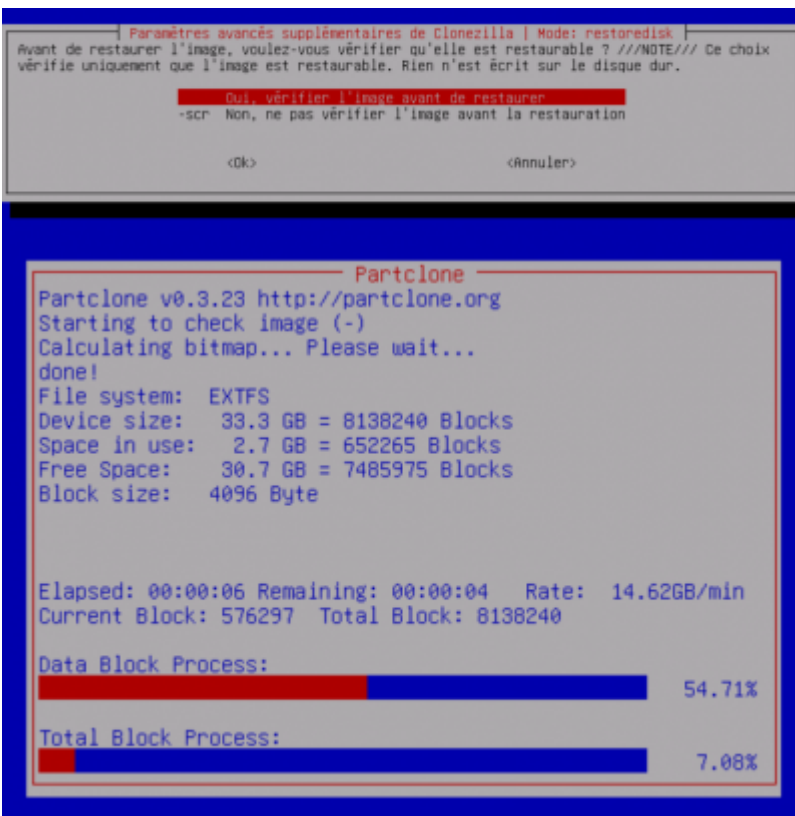 Paramètres avancés supplémentaires de Clonezilla | Mode: restoredisk
Avant de restaurer l'image, voulez-vous vérifier qu'elle est restaurable ? ///NOTE/// Ce choix
vérifie uniquement que l'image est restaurable. Rien n'est écrit sur le disque dur.
Oui, vérifier l'image avant de restaurer
-scr Non, ne pas vérifier l'image avant la restauration
<Ok> <Annuler>
Partclone
Partclone v0.3.23 http://partclone.org
Starting to check image (-)
Calculating bitmap... Please wait...
done!
File system: EXTFS
Device size: 33.3 GB = 8138240 Blocks
Space in use: 2.7 GB = 652265 Blocks
Free Space: 30.7 GB = 7485975 Blocks
Block size: 4096 Byte
Elapsed: 00:00:06 Remaining: 00:00:04 Rate: 14.62GB/min
Current Block: 576297 Total Block: 8138240
Data Block Process:
54.71%
Total Block Process:
7.08%